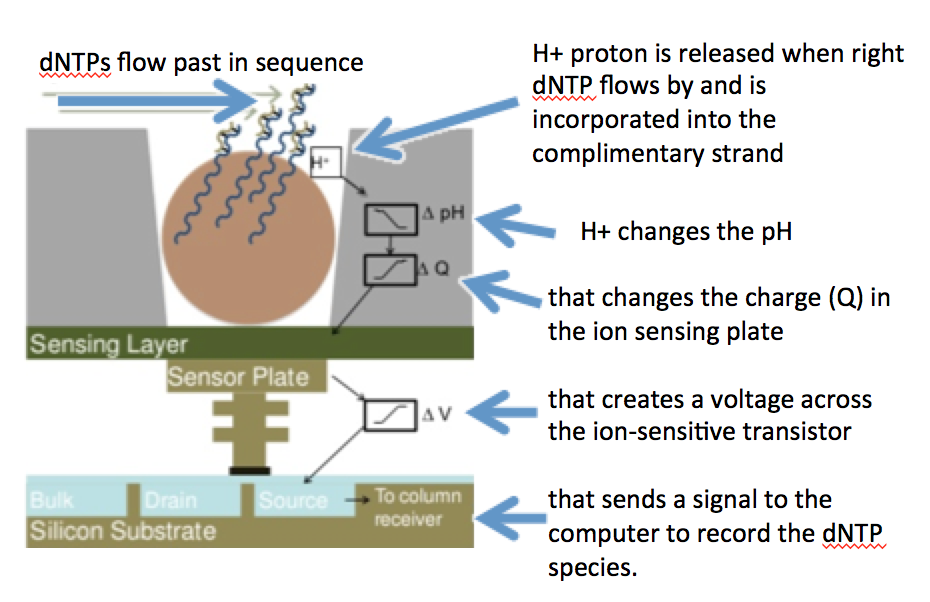 dNTPs flow past in sequence
H+ proton is released when right
dNTP flows by and is
incorporated into the
complimentary strand
H+
Δ pH
H+ changes the pH
Δ Q
that changes the charge (Q) in
the ion sensing plate
Sensing Layer
Sensor Plate
Δ V
that creates a voltage across
the ion-sensitive transistor
Bulk
Drain
Source
To column
receiver
Silicon Substrate
that sends a signal to the
computer to record the dNTP
species.